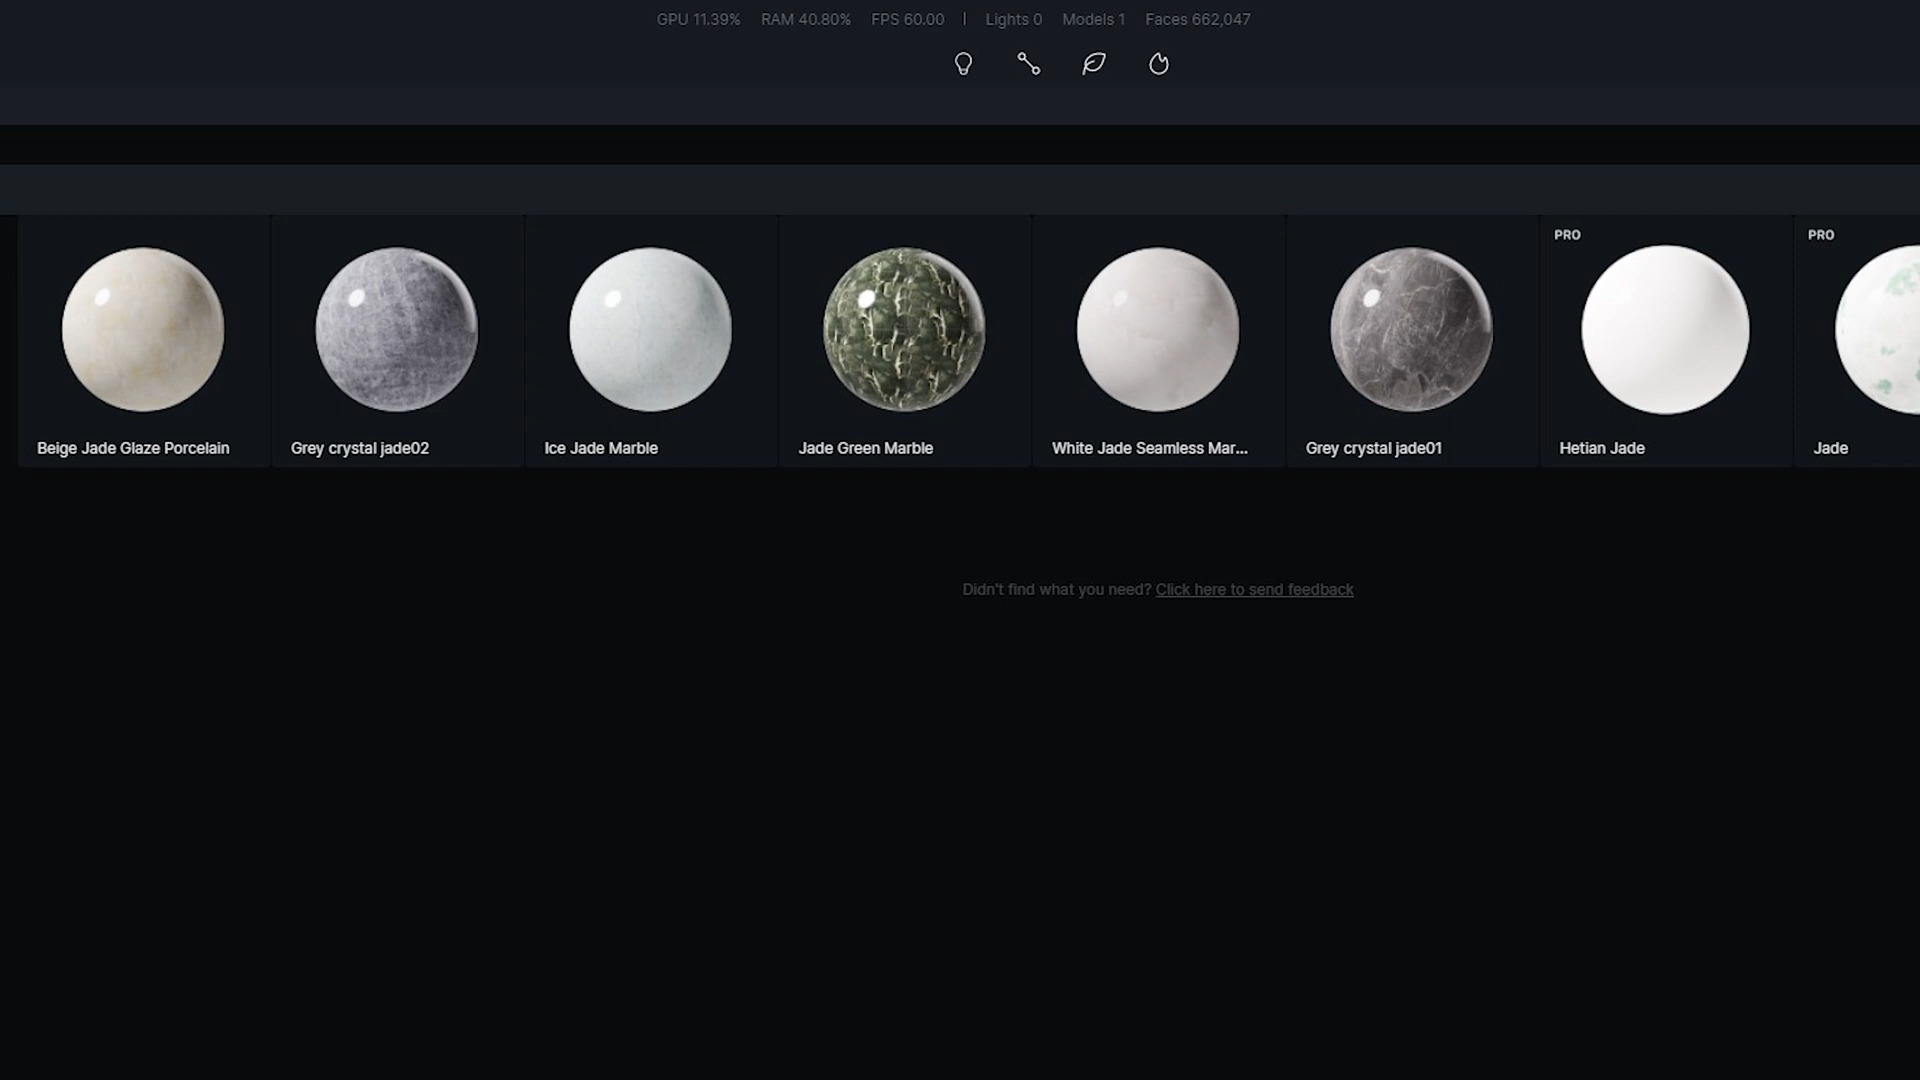 GPU 11.39% RAM 40.80% FPS 60.00 | Lights 0 Models 1 Faces 662,047
PRO PRO
Beige Jade Glaze Porcelain
Grey crystal jade02
Ice Jade Marble
Jade Green Marble
White Jade Seamless Mar...
Grey crystal jade01
Hetian Jade
Jade
Didn't find what you need? Click here to send feedback